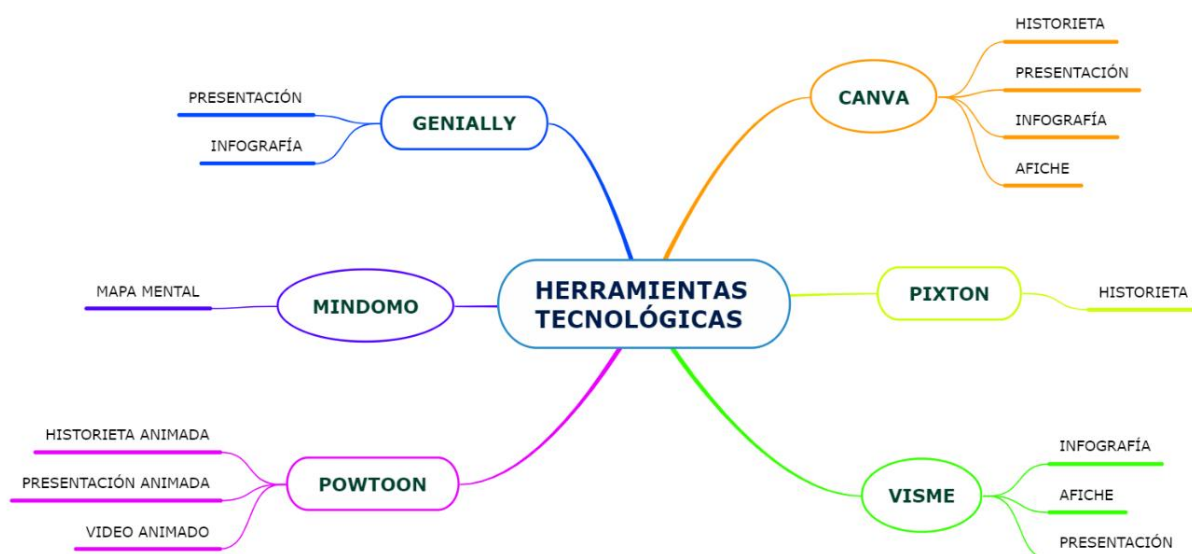 HERRAMIENTAS
TECNOLÓGICAS
GENIALLY
PRESENTACIÓN
INFOGRAFÍA
MINDOMO
MAPA MENTAL
POWTOON
HISTORIETA ANIMADA
PRESENTACIÓN ANIMADA
VIDEO ANIMADO
CANVA
HISTORIETA
PRESENTACIÓN
INFOGRAFÍA
AFICHE
PIXTON
HISTORIETA
VISME
INFOGRAFÍA
AFICHE
PRESENTACIÓN